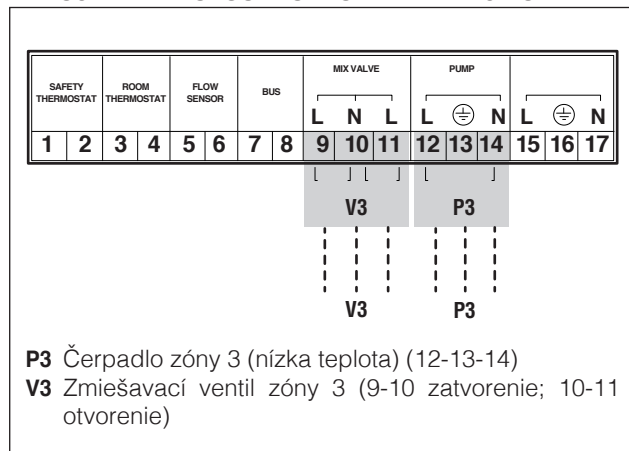 SAFETY THERMOSTAT ROOM THERMOSTAT FLOW SENSOR BUS MIX VALVE PUMP
L N L L N L N
1 2 3 4 5 6 7 8 9 10 11 12 13 14 15 16 17
V3 P3
V3 P3
P3 Čerpadlo zóny 3 (nízka teplota) (12-13-14)
V3 Zmiešavací ventil zóny 3 (9-10 zatvorenie; 10-11
otvorenie)